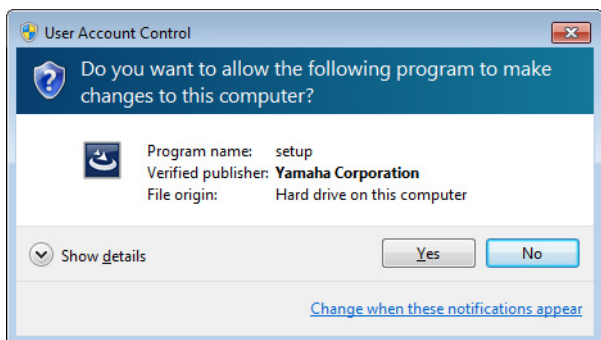 User Account Control
Do you want to allow the following program to make
changes to this computer?
Program name: setup
Verified publisher: Yamaha Corporation
File origin: Hard drive on this computer
Show details
Yes
No
Change when these notifications appear